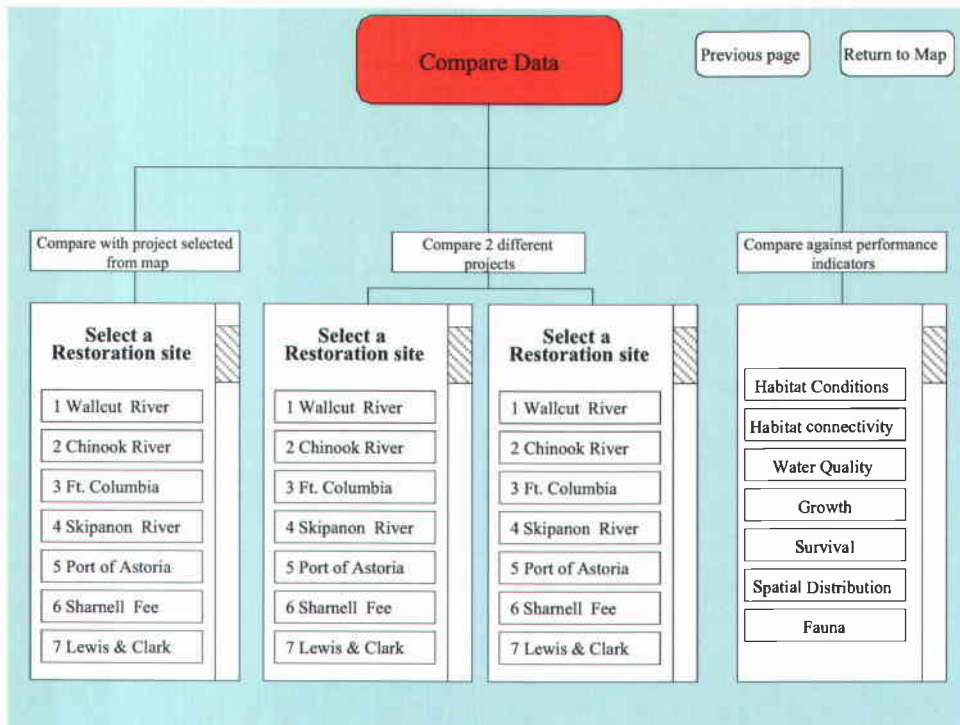 Compare Data
Previous page
Return to Map
Compare with project selected
from map
Compare 2 different
projects
Compare against performance
indicators
Select a
Restoration site
1 Wallcut River
2 Chinook River
3 Ft. Columbia
4 Skipanon River
5 Port of Astoria
6 Sharnell Fee
7 Lewis & Clark
Select a
Restoration site
1 Wallcut River
2 Chinook River
3 Ft. Columbia
4 Skipanon River
5 Port of Astoria
6 Sharnell Fee
7 Lewis & Clark
Select a
Restoration site
1 Wallcut River
2 Chinook River
3 Ft. Columbia
4 Skipanon River
5 Port of Astoria
6 Sharnell Fee
7 Lewis & Clark
Habitat Conditions
Habitat connectivity
Water Quality
Growth
Survival
Spatial Distribution
Fauna